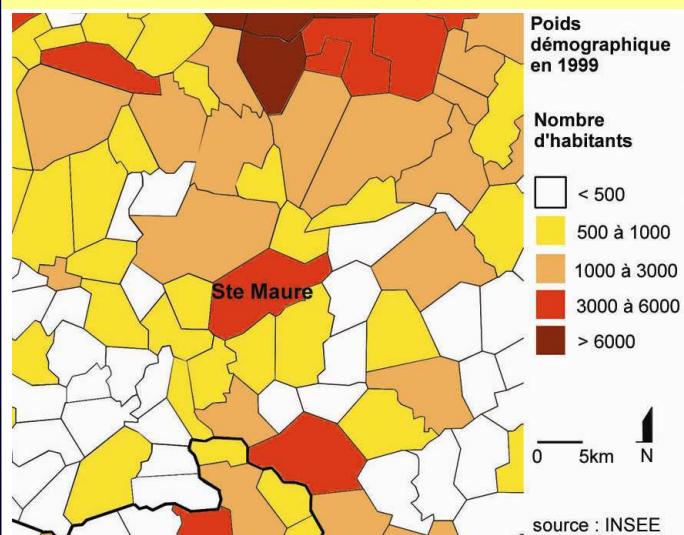 Poids
démographique
en 1999
Nombre
d'habitants
< 500
500 à 1000
1000 à 3000
3000 à 6000
> 6000
Ste Maure
0 5km N
source : INSEE